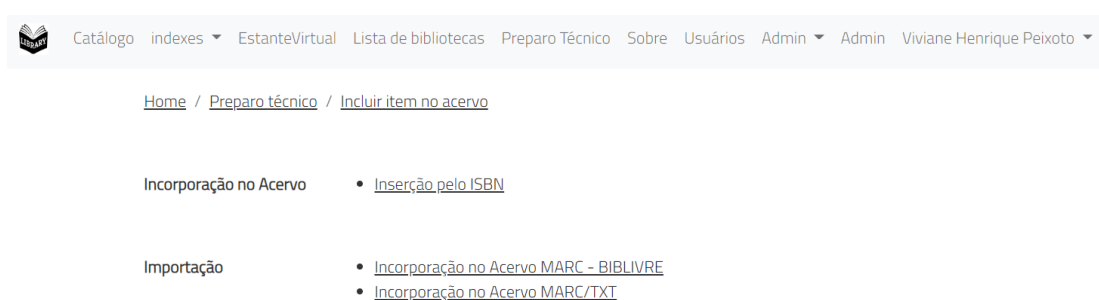 LIBRARY Catálogo indexes EstanteVirtual Lista de bibliotecas Preparo Técnico Sobre Usuários Admin Admin Viviane Henrique Peixoto
Home / Preparo técnico / Incluir item no acervo
Incorporação no Acervo • Inserção pelo ISBN
Importação • Incorporação no Acervo MARC - BIBLIVRE
• Incorporação no Acervo MARC/TXT